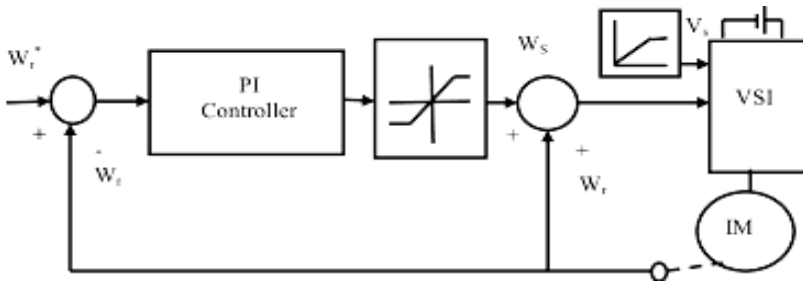 W_r*
+
-
W_r
PI
Controller
W_S
+
+
W_r
V_s
VSI
IM